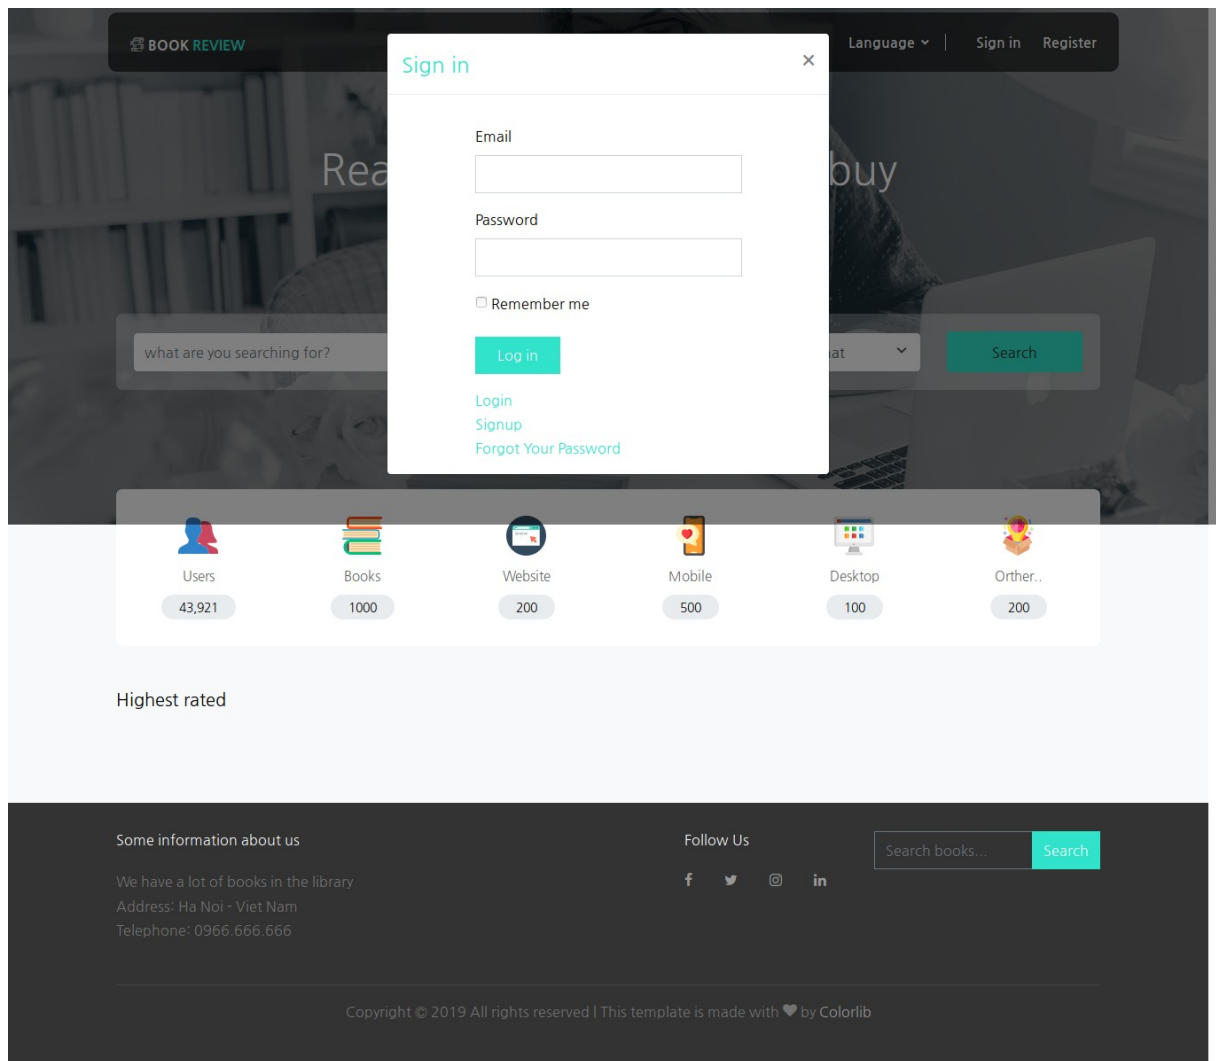 BOOK REVIEW
Language
Sign in
Register
Sign in
×
Email
Rea
buy
Password
Remember me
what are you searching for?
at
Search
Log in
Login
Signup
Forgot Your Password
Users
Books
Website
Mobile
Desktop
Orther..
43,921
1000
200
500
100
200
Highest rated
Some information about us
Follow Us
Search books...
Search
We have a lot of books in the library
Address: Ha Noi - Viet Nam
Telephone: 0966.666.666
Copyright © 2019 All rights reserved | This template is made with ♥ by Colorlib